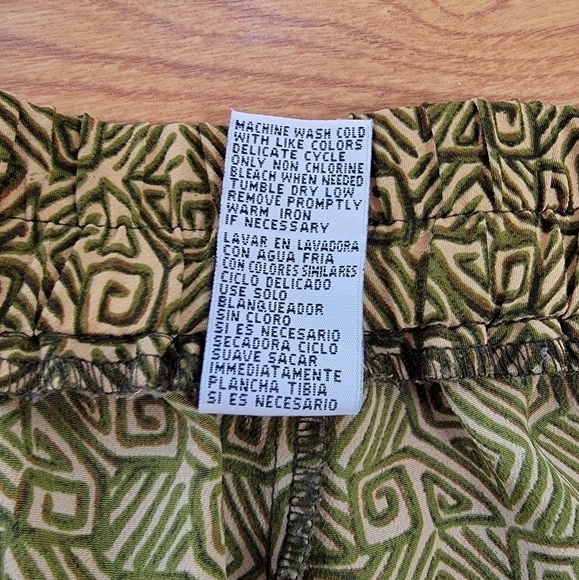 MACHINE WASH COLD
WITH LIKE COLORS
DELICATE CYCLE
ONLY NON CHLORINE
BLEACH WHEN NEEDED
TUMBLE DRY LOW
REMOVE PROMPTLY
WARM IRON
IF NECESSARY
LAVAR EN LAVADORA
CON AGUA FRIA
CON COLORES SIMILARES
CICLO DELICADO
USE SOLO
BLANQUEADOR
SIN CLORO
SI ES NECESARIO
SECADORA CICLO
SUAVE SACAR
IMMEDIATAMENTE
PLANCHA TIBIA
SI ES NECESARIO